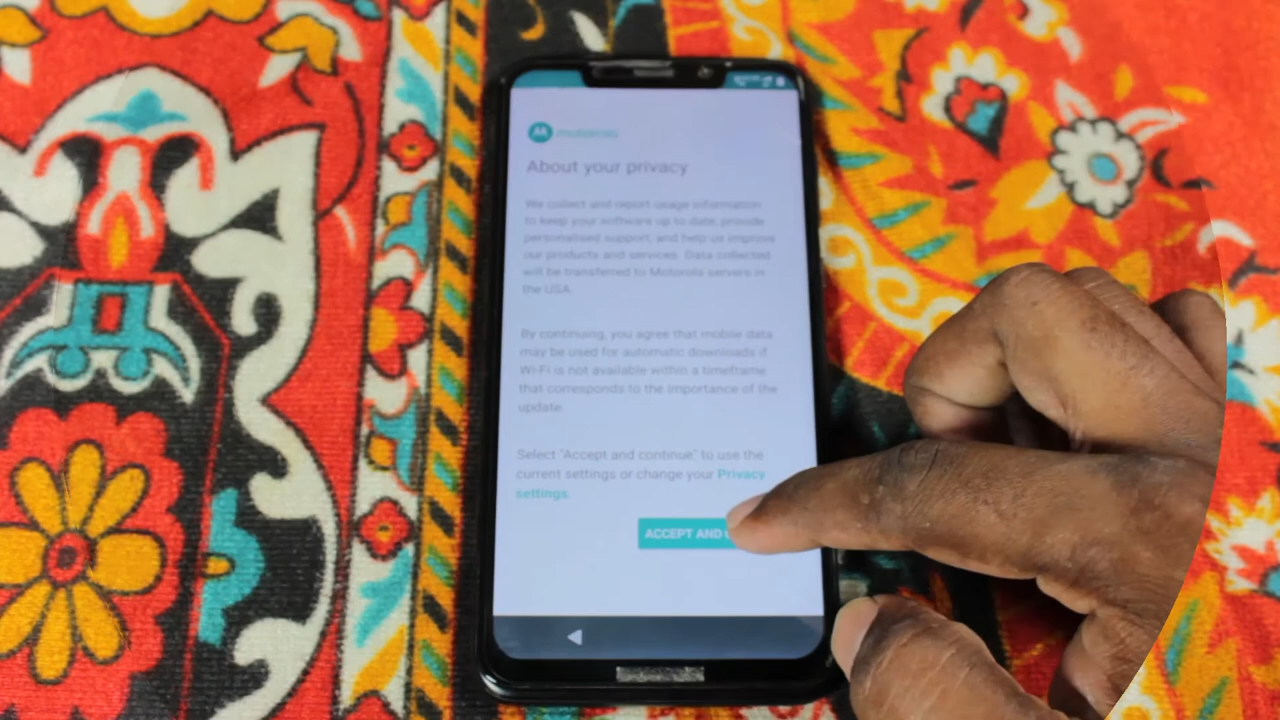 motorola
About your privacy
We collect and report usage information
to keep your software up to date, provide
personalised support, and help us improve
our products and services. Data collected
will be transferred to Motorola servers in
the USA.
By continuing, you agree that mobile data
may be used for automatic downloads if
Wi-Fi is not available within a timeframe
that corresponds to the importance of the
update.
Select "Accept and continue" to use the
current settings or change your Privacy
settings.
ACCEPT AND